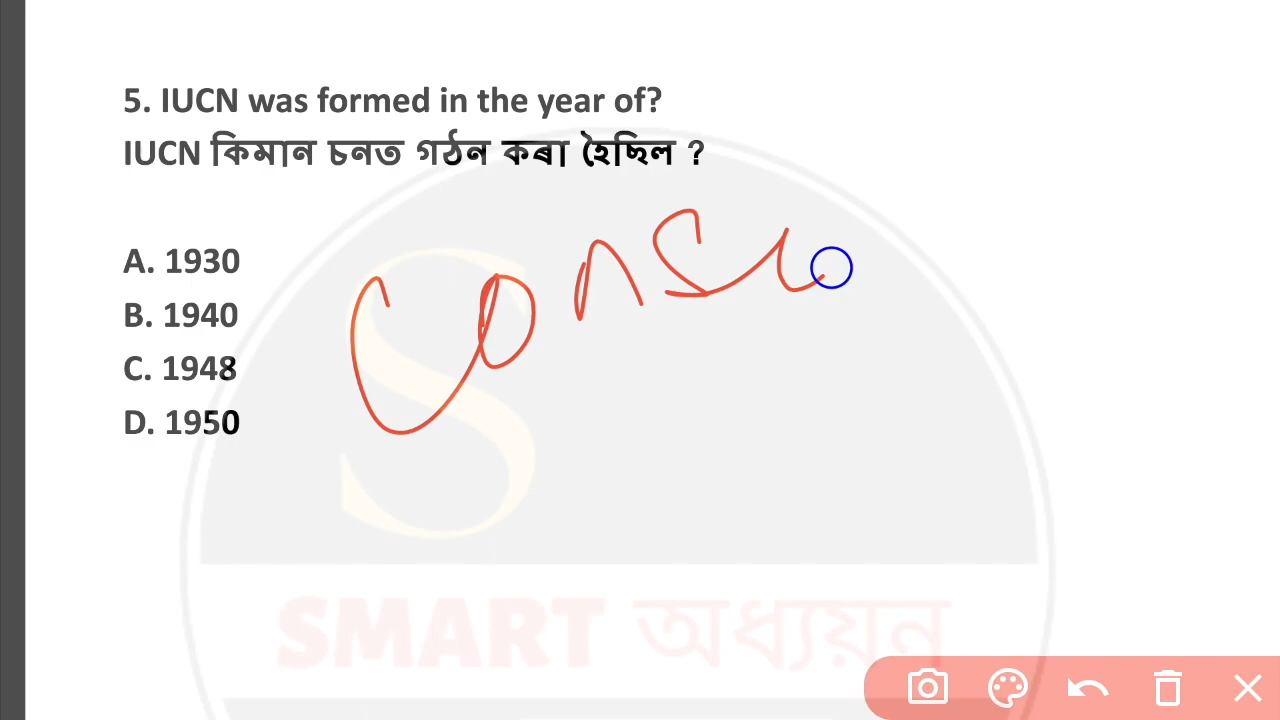 5. IUCN was formed in the year of?
IUCN কিমান চনত গঠন কৰা হৈছিল ?
A. 1930
B. 1940
C. 1948
D. 1950
S
SMART অধ্যয়ন